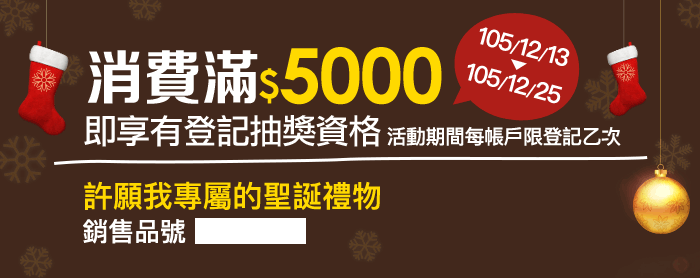 消費滿$5000
105/12/13
105/12/25
即享有登記抽獎資格 活動期間每帳戶限登記乙次
許願我專屬的聖誕禮物
銷售品號